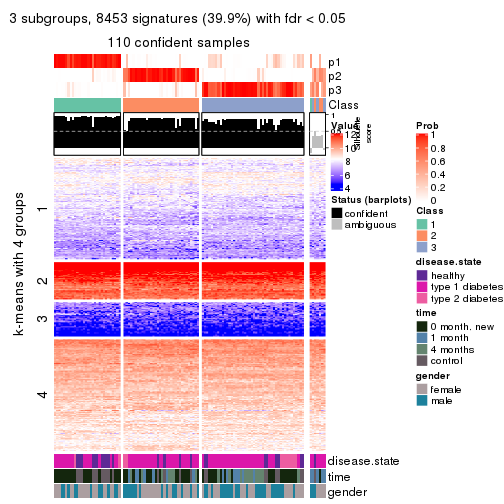 3 subgroups, 8453 signatures (39.9%) with fdr < 0.05
110 confident samples
p1
p2
p3
Class
1
Silhouette
score
Value
12
6
4
Status (barplots)
confident
ambiguous
Prob
1
0.8
0.6
0.4
0.2
0
Class
1
2
3
disease.state
healthy
type 1 diabetes
type 2 diabetes
time
0 month, new
1 month
4 months
control
gender
female
male
k-means with 4 groups
1
2
3
4
disease.state
time
gender